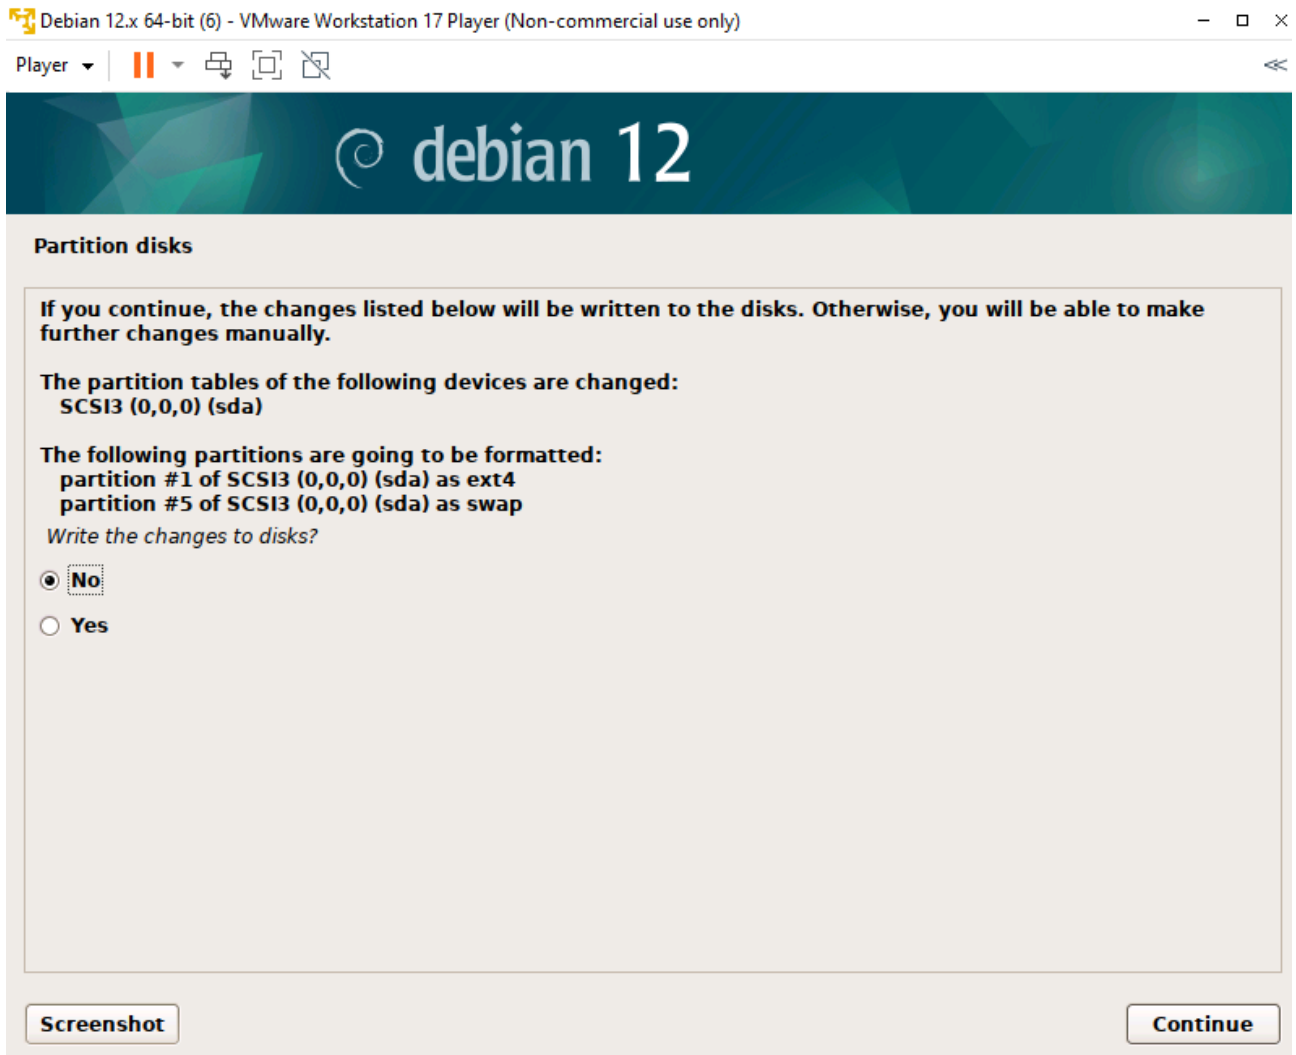 Debian 12.x 64-bit (6) - VMware Workstation 17 Player (Non-commercial use only)
Player
debian 12
Partition disks
If you continue, the changes listed below will be written to the disks. Otherwise, you will be able to make
further changes manually.
The partition tables of the following devices are changed:
SCSI3 (0,0,0) (sda)
The following partitions are going to be formatted:
partition #1 of SCSI3 (0,0,0) (sda) as ext4
partition #5 of SCSI3 (0,0,0) (sda) as swap
Write the changes to disks?
No
Yes
Screenshot
Continue